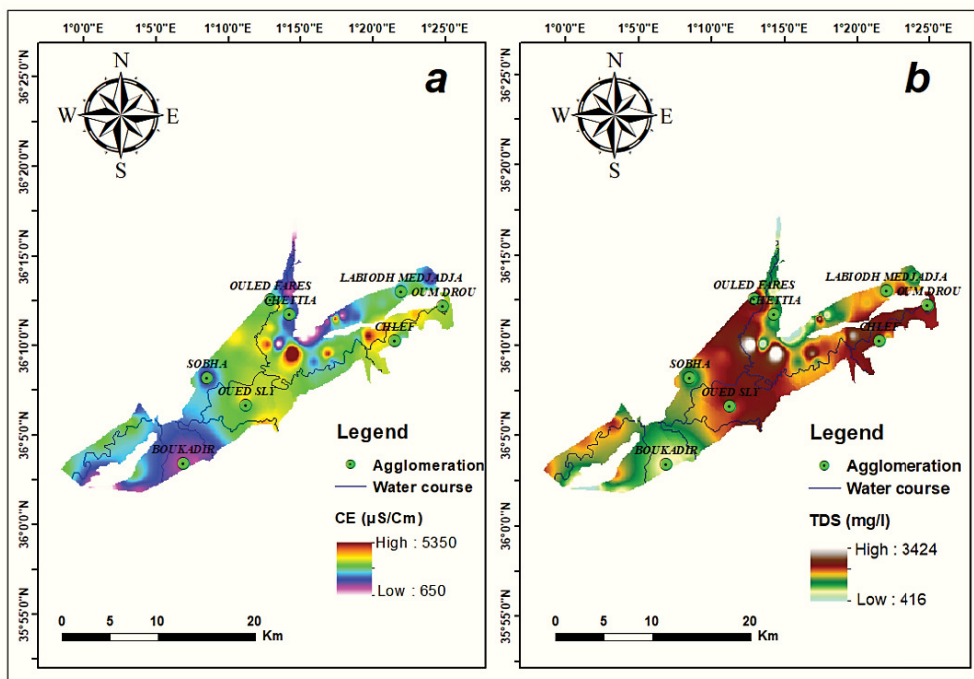 1°0'0"E 1°5'0"E 1°10'0"E 1°15'0"E 1°20'0"E 1°25'0"E
36°25'0"N
36°20'0"N
36°15'0"N
36°10'0"N
36°5'0"N
36°0'0"N
35°55'0"N
a
N
W E
S
LABIODH MEDJADJA
OULED FARES
OUM DROU
CHETTIA
CHLEF
SOBHA
OUED SLY
BOUKADIR
Legend
Agglomeration
Water course
CE (µS/Cm)
High : 5350
Low : 650
0 5 10 20
Km
1°0'0"E 1°5'0"E 1°10'0"E 1°15'0"E 1°20'0"E 1°25'0"E
36°25'0"N
36°20'0"N
36°15'0"N
36°10'0"N
36°5'0"N
36°0'0"N
35°55'0"N
b
N
W E
S
LABIODH MEDJADJA
OULED FARES
OUM DROU
CHETTIA
CHLEF
SOBHA
OUED SLY
BOUKADIR
Legend
Agglomeration
Water course
TDS (mg/l)
High : 3424
Low : 416
0 5 10 20
Km